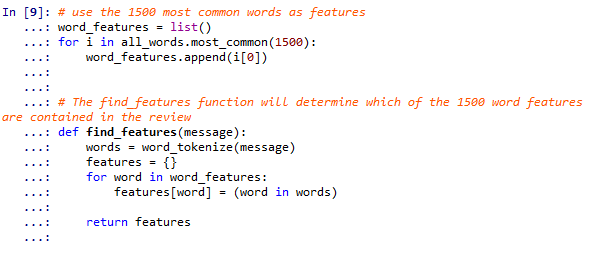 In [9]: # use the 1500 most common words as features
   ...: word_features = list()
   ...: for i in all_words.most_common(1500):
   ...:     word_features.append(i[0])
   ...:
   ...:
   ...: # The find_features function will determine which of the 1500 word features
are contained in the review
   ...: def find_features(message):
   ...:     words = word_tokenize(message)
   ...:     features = {}
   ...:     for word in word_features:
   ...:         features[word] = (word in words)
   ...:
   ...:     return features
   ...: